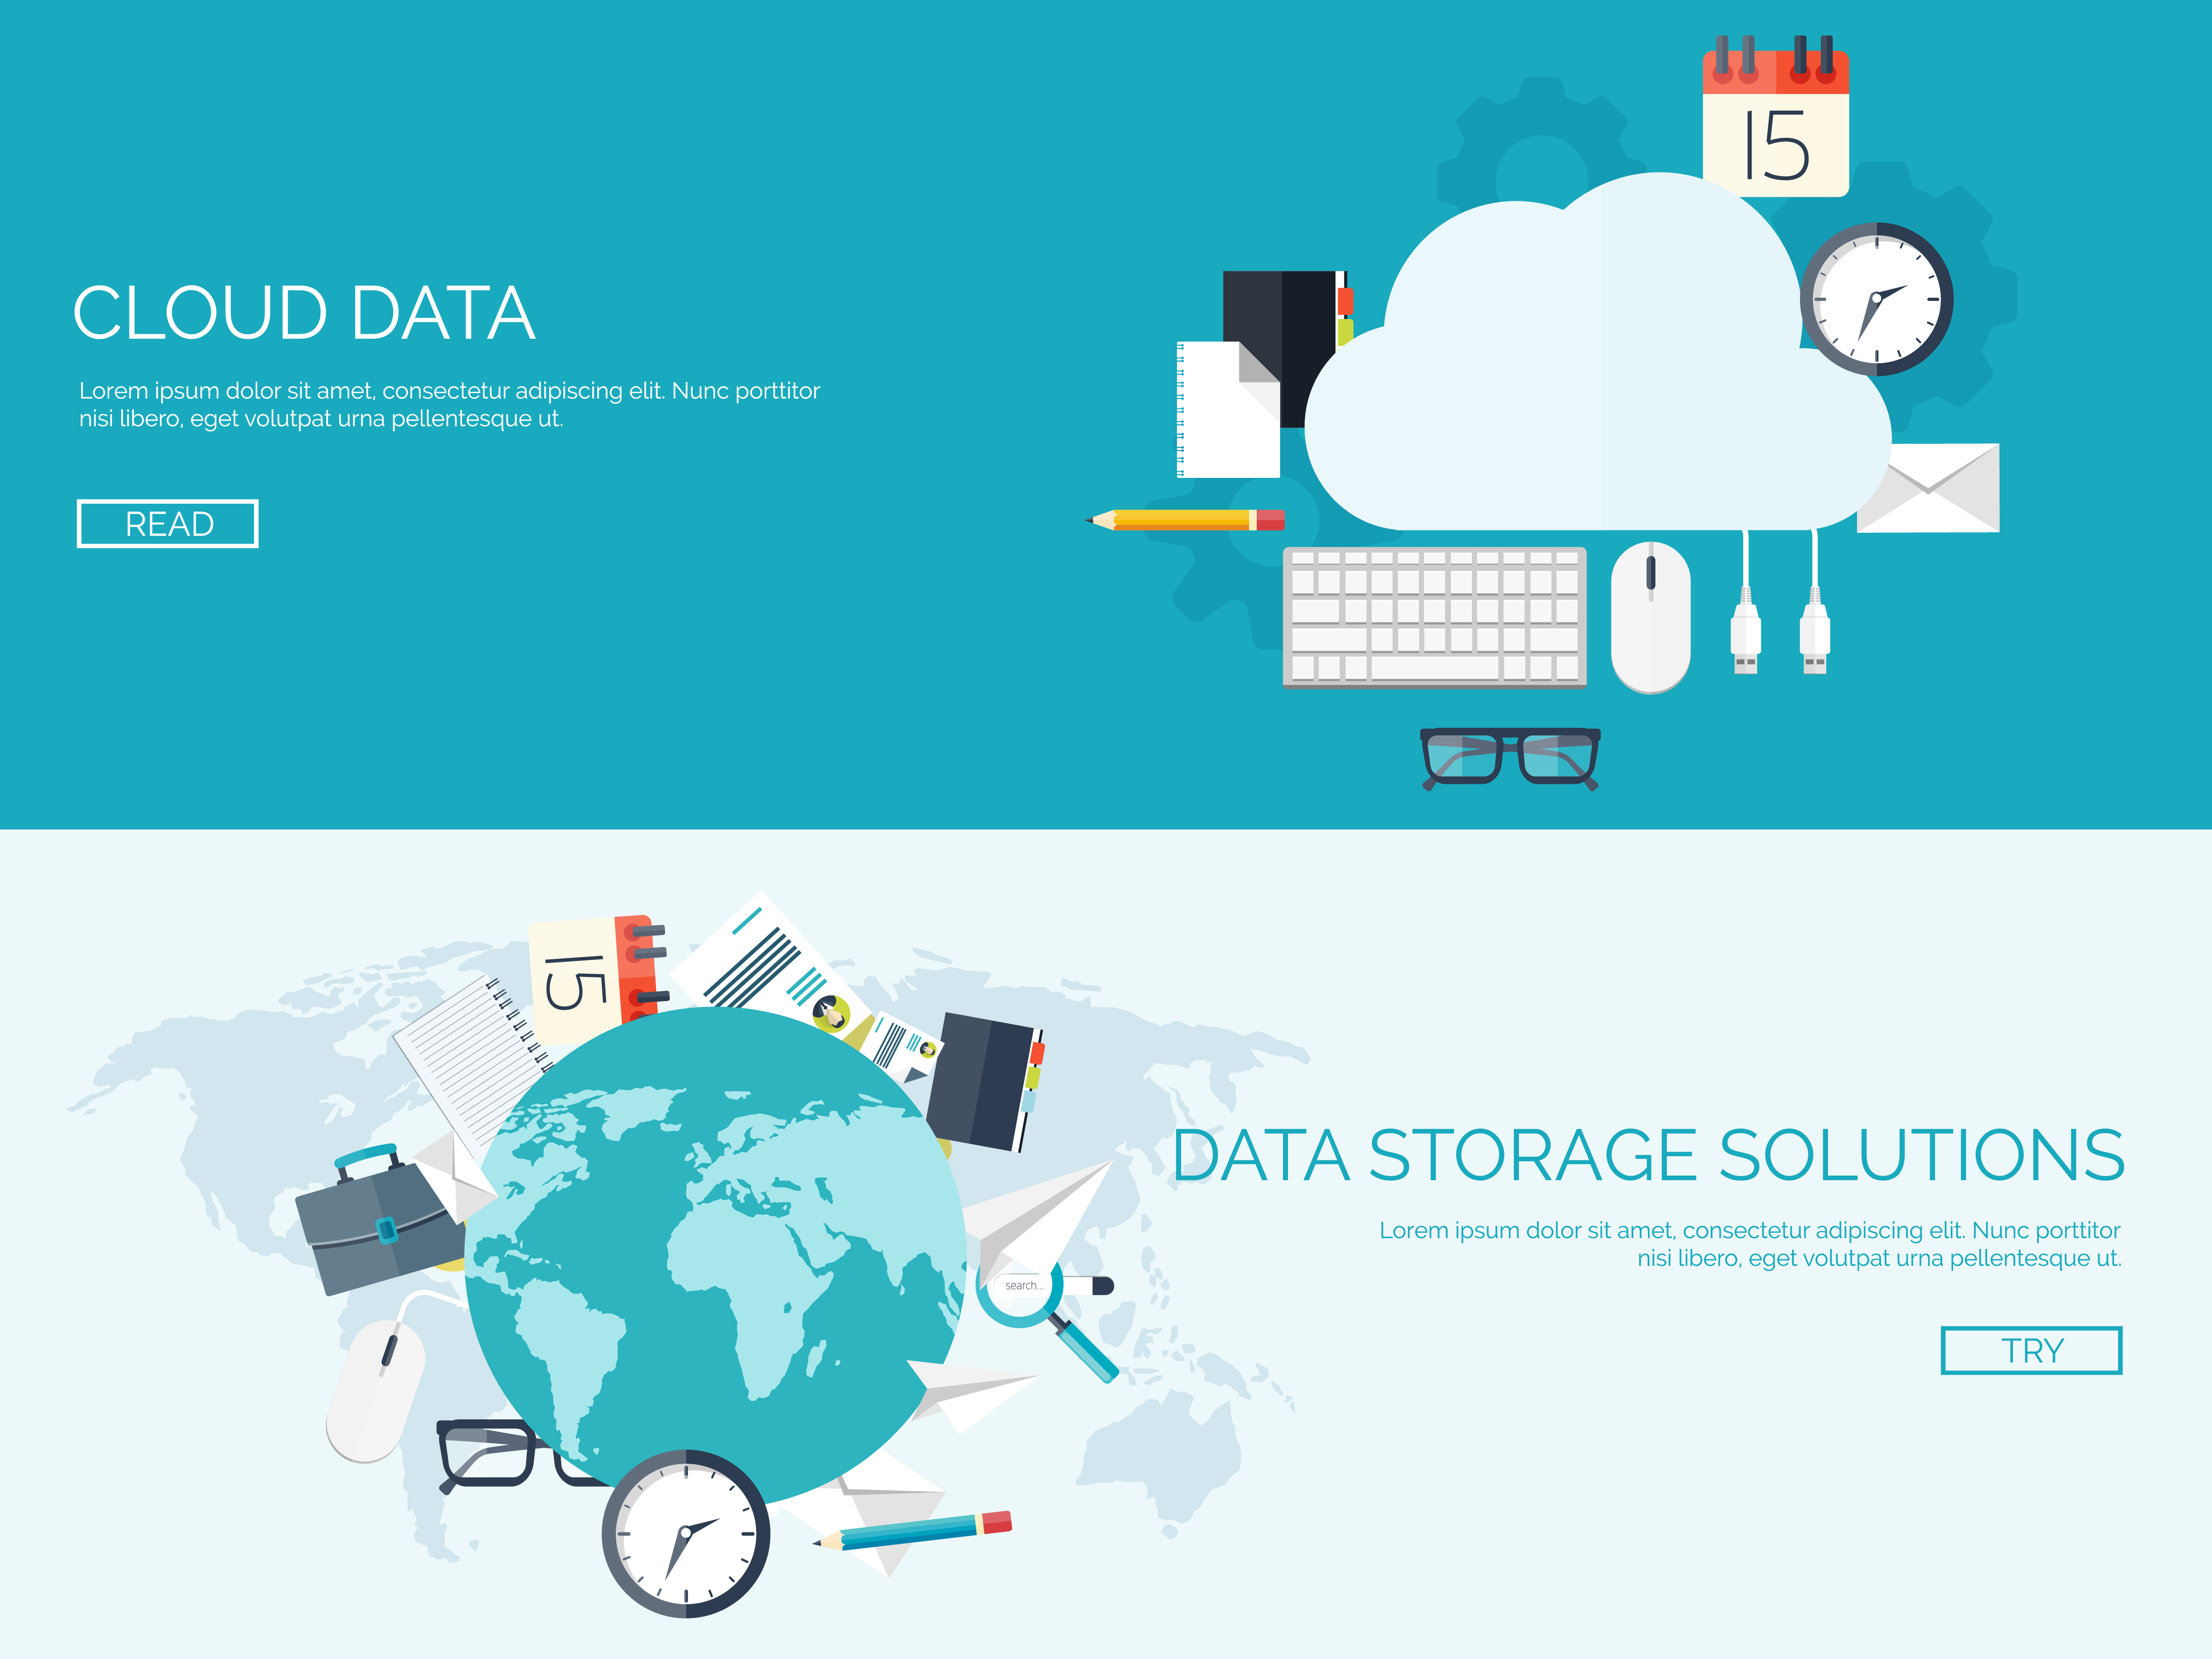 15
CLOUD DATA
Lorem ipsum dolor sit amet, consectetur adipiscing elit. Nunc porttitor
nisi libero, eget volutpat urna pellentesque ut.
READ
15
DATA STORAGE SOLUTIONS
Lorem ipsum dolor sit amet, consectetur adipiscing elit. Nunc porttitor
nisi libero, eget volutpat urna pellentesque ut.
search...
TRY